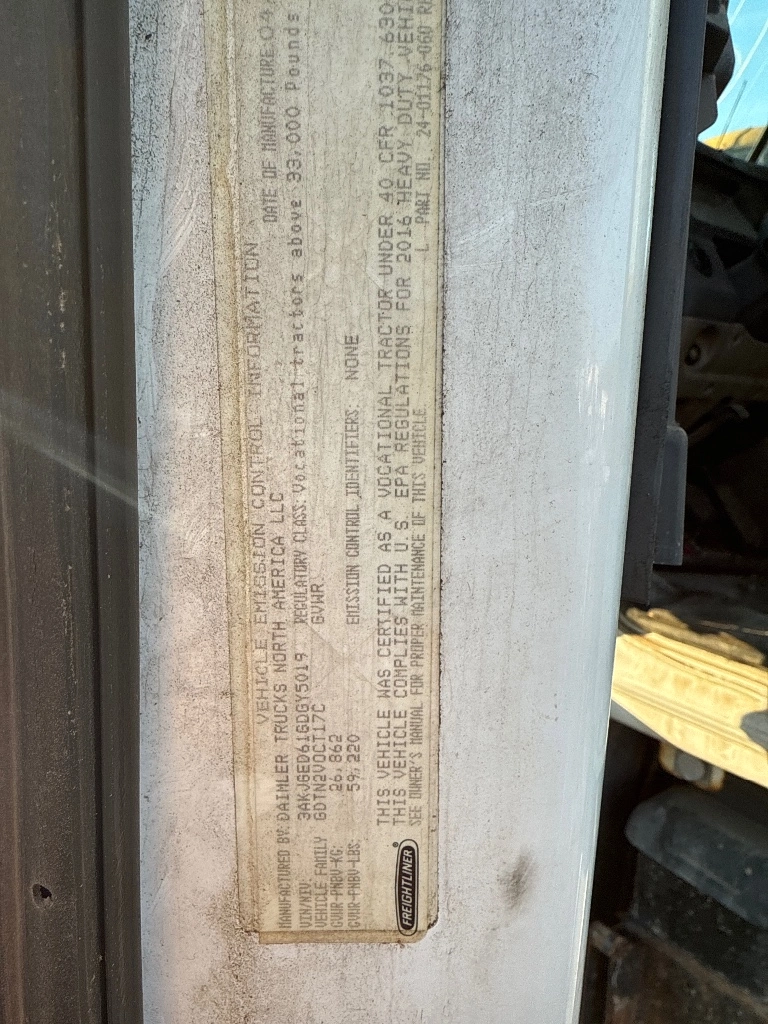 VEHICLE EMISSION CONTROL INFORMATION
MANUFACTURED BY: DAIMLER TRUCKS NORTH AMERICA LLC DATE OF MANUFACTURE 04
VIN/NIV: 3AKJGED61GDGY5019 REGULATORY CLASS: Vocational tractors above 33,000 Pounds
VEHICLE FAMILY GDTN2VOCT17C GVWR
GVWR-PNBV-KG: 26,862
GVWR-PNBV-LBS: 59,220 EMISSION CONTROL IDENTIFIERS: NONE
THIS VEHICLE WAS CERTIFIED AS A VOCATIONAL TRACTOR UNDER 40 CFR 1037.630
THIS VEHICLE COMPLIES WITH U.S. EPA REGULATIONS FOR 2016 HEAVY DUTY VEHI
SEE OWNER'S MANUAL FOR PROPER MAINTENANCE OF THIS VEHICLE. L PART NO. 24-01176-060
FREIGHTLINER®